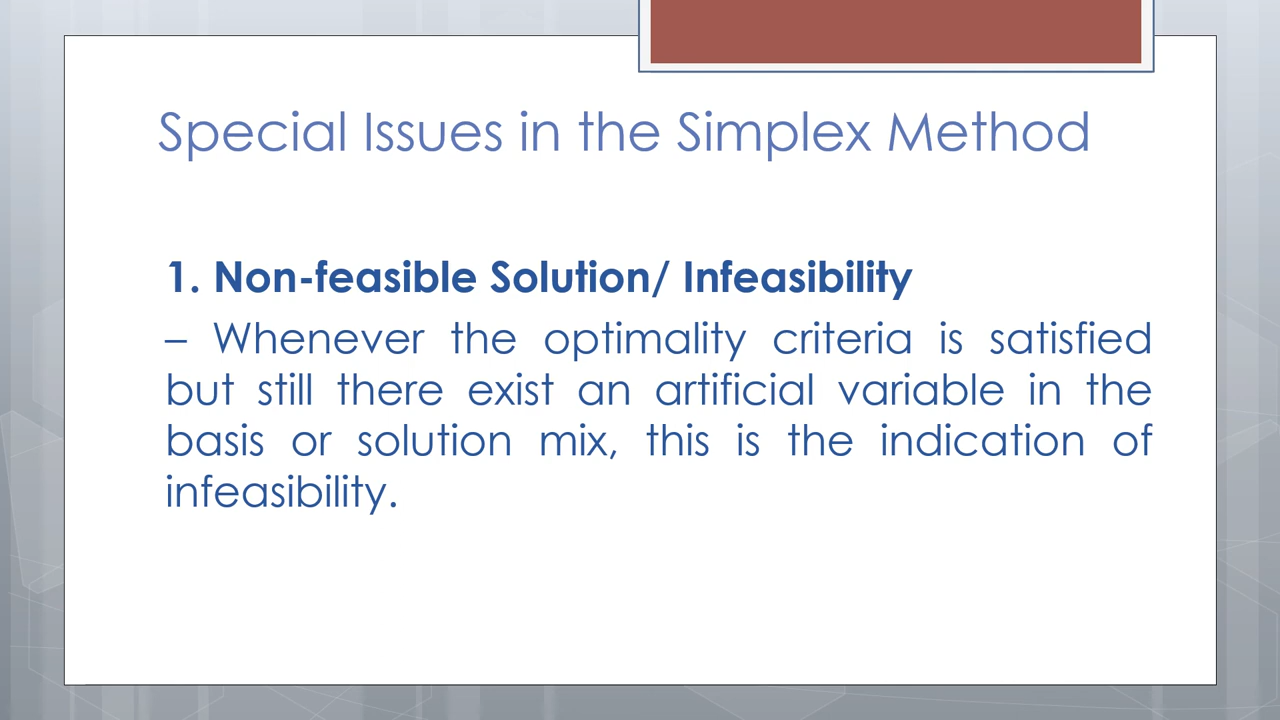 Special Issues in the Simplex Method
1. Non-feasible Solution/ Infeasibility
– Whenever the optimality criteria is satisfied
but still there exist an artificial variable in the
basis or solution mix, this is the indication of
infeasibility.